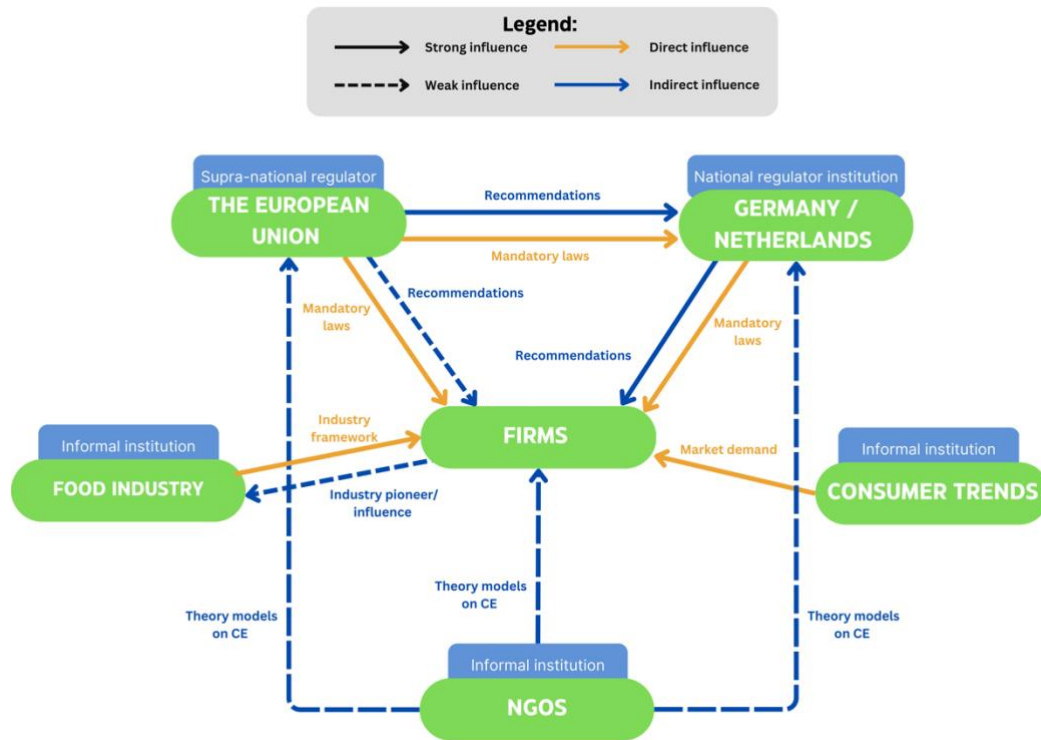 Legend:
Strong influence
Direct influence
Weak influence
Indirect influence
Supra-national regulator
THE EUROPEAN
UNION
National regulator institution
GERMANY /
NETHERLANDS
Recommendations
Mandatory laws
Recommendations
Mandatory
laws
Recommendations
Mandatory
laws
Informal institution
FOOD INDUSTRY
Industry
framework
Industry pioneer/
influence
FIRMS
Market demand
Informal institution
CONSUMER TRENDS
Theory models
on CE
Theory models
on CE
Theory models
on CE
Informal institution
NGOS